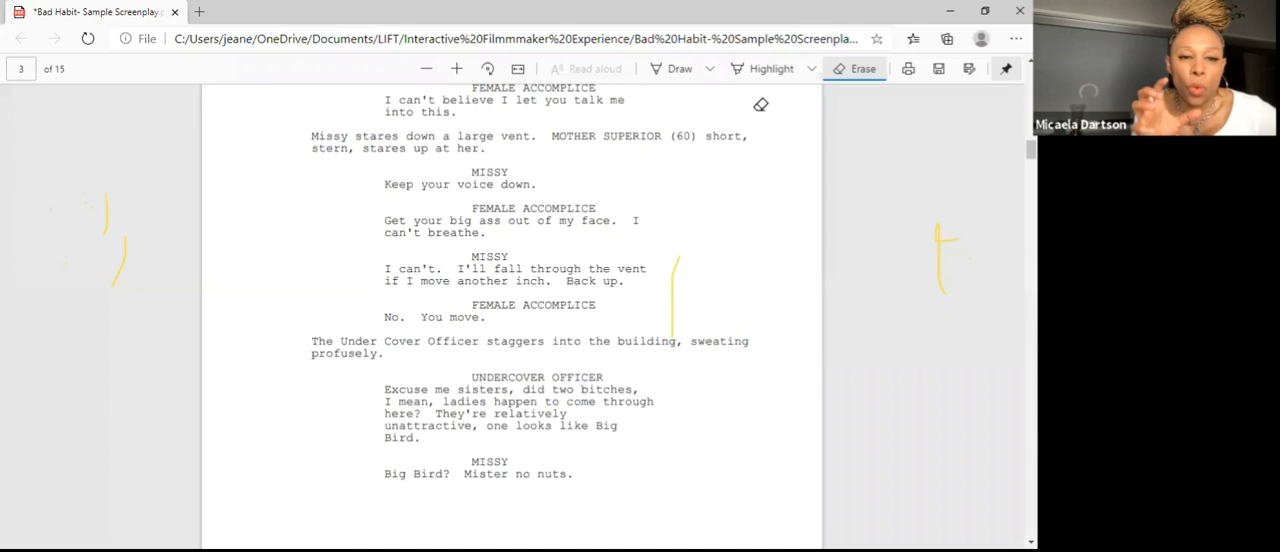 *Bad Habit- Sample Screenplay.p
File
C:/Users/jeane/OneDrive/Documents/LIFT/Interactive%20Filmmmaker%20Experience/Bad%20Habit-%20Sample%20Screenpla...
3 of 15
Read aloud
Draw
Highlight
Erase
Micaela Dartson
FEMALE ACCOMPLICE
I can't believe I let you talk me
into this.
Missy stares down a large vent. MOTHER SUPERIOR (60) short,
stern, stares up at her.
MISSY
Keep your voice down.
FEMALE ACCOMPLICE
Get your big ass out of my face. I
can't breathe.
MISSY
I can't. I'll fall through the vent
if I move another inch. Back up.
FEMALE ACCOMPLICE
No. You move.
The Under Cover Officer staggers into the building, sweating
profusely.
UNDERCOVER OFFICER
Excuse me sisters, did two bitches,
I mean, ladies happen to come through
here? They're relatively
unattractive, one looks like Big
Bird.
MISSY
Big Bird? Mister no nuts.